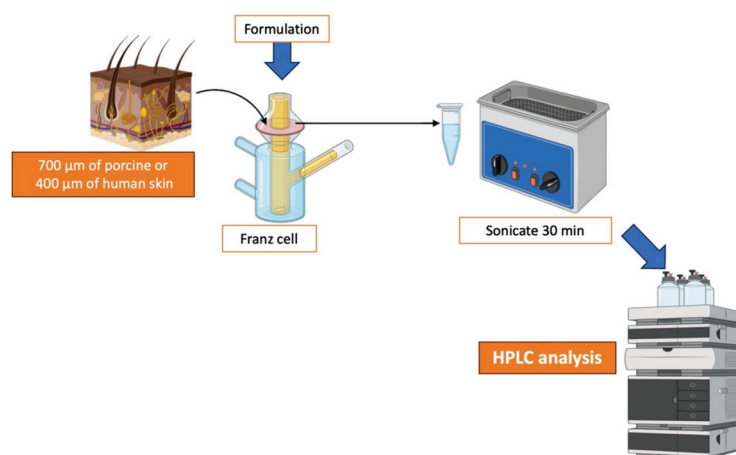 Formulation
700 µm of porcine or
400 µm of human skin
Franz cell
Sonicate 30 min
HPLC analysis